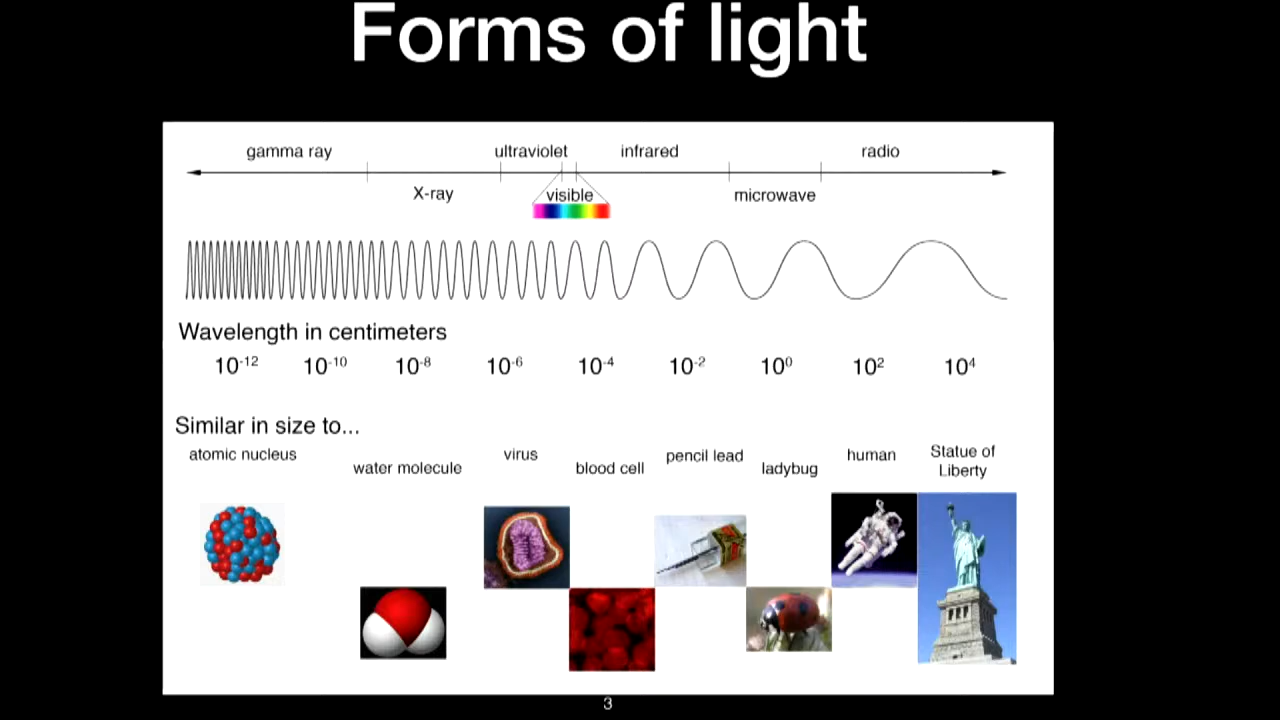 Forms of light
gamma ray
ultraviolet
infrared
radio
X-ray
visible
microwave
Wavelength in centimeters
10⁻¹² 10⁻¹⁰ 10⁻⁸ 10⁻⁶ 10⁻⁴ 10⁻² 10⁰ 10² 10⁴
Similar in size to...
atomic nucleus
water molecule
virus
blood cell
pencil lead
ladybug
human
Statue of
Liberty
3